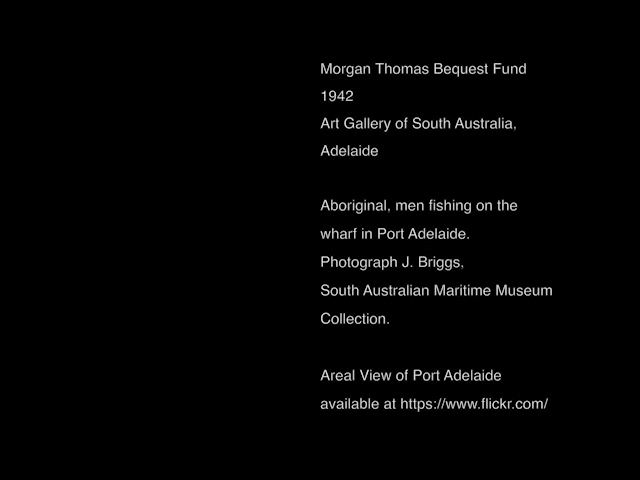 Morgan Thomas Bequest Fund
1942
Art Gallery of South Australia,
Adelaide
Aboriginal, men fishing on the
wharf in Port Adelaide.
Photograph J. Briggs,
South Australian Maritime Museum
Collection.
Areal View of Port Adelaide
available at https://www.flickr.com/